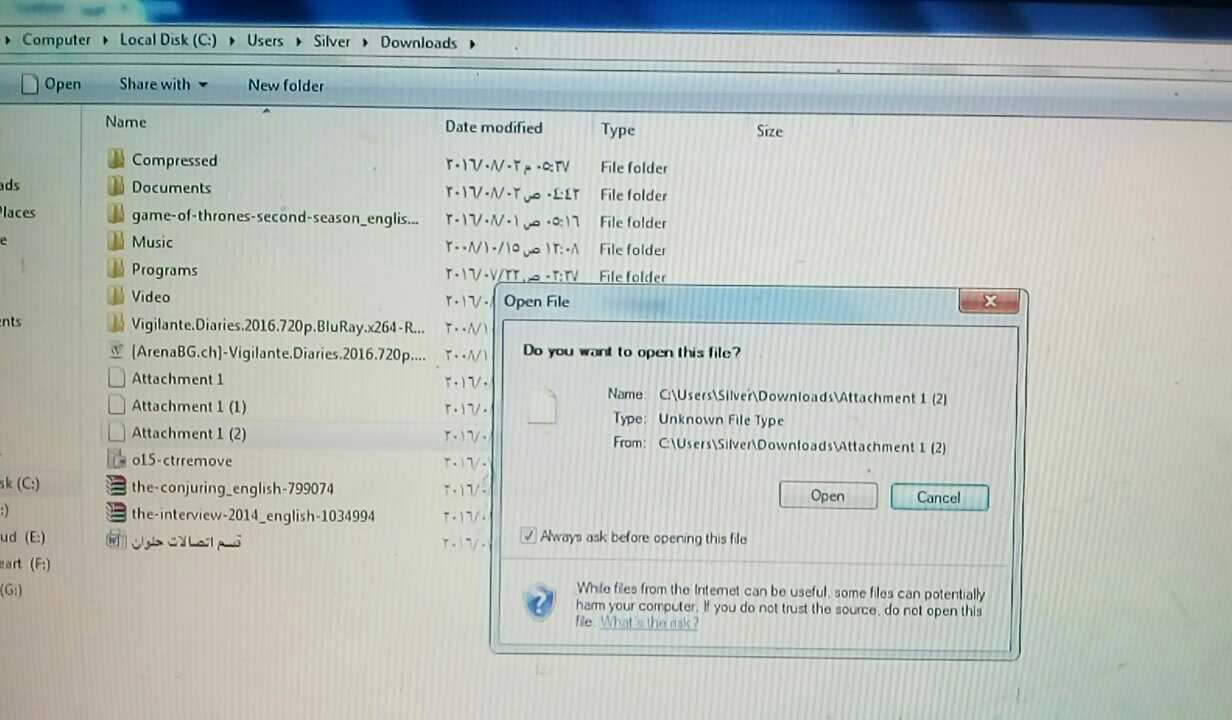 Computer Local Disk (C:) Users Silver Downloads
Open Share with New folder
Name Date modified Type Size
Compressed ٢٠١٦/٠٨/٠٢ ٠٥:٢٧ م File folder
ads Documents ٢٠١٦/٠٨/٠٢ ٠٤:٤٢ ص File folder
Places game-of-thrones-second-season_englis... ٢٠١٦/٠٨/٠١ ٠٥:١٦ ص File folder
e Music ٢٠٠٨/١٠/١٥ ١٢:٠٨ ص File folder
Programs ٢٠١٦/٠٧/٢٢ ٠٢:٢٧ ص File folder
Video ٢٠١٦/٠
ents Vigilante.Diaries.2016.720p.BluRay.x264-R... ٢٠٠٨/١
[ArenaBG.ch]-Vigilante.Diaries.2016.720p.... ٢٠٠٨/١
Attachment 1 ٢٠١٦/٠
Attachment 1 (1) ٢٠١٦/٠
Attachment 1 (2) ٢٠١٦/٠
o15-ctrremove ٢٠١٦/٠
sk (C:) the-conjuring_english-799074 ٢٠١٦/٠
:) the-interview-2014_english-1034994 ٢٠١٦/٠
ud (E:) قسم اتصالات حلوان ٢٠١٦/٠
eart (F:)
(G:)
Open File
Do you want to open this file?
Name: C:\Users\Silver\Downloads\Attachment 1 (2)
Type: Unknown File Type
From: C:\Users\Silver\Downloads\Attachment 1 (2)
Open Cancel
Always ask before opening this file
While files from the Internet can be useful, some files can potentially
harm your computer. If you do not trust the source, do not open this
file. What's the risk?